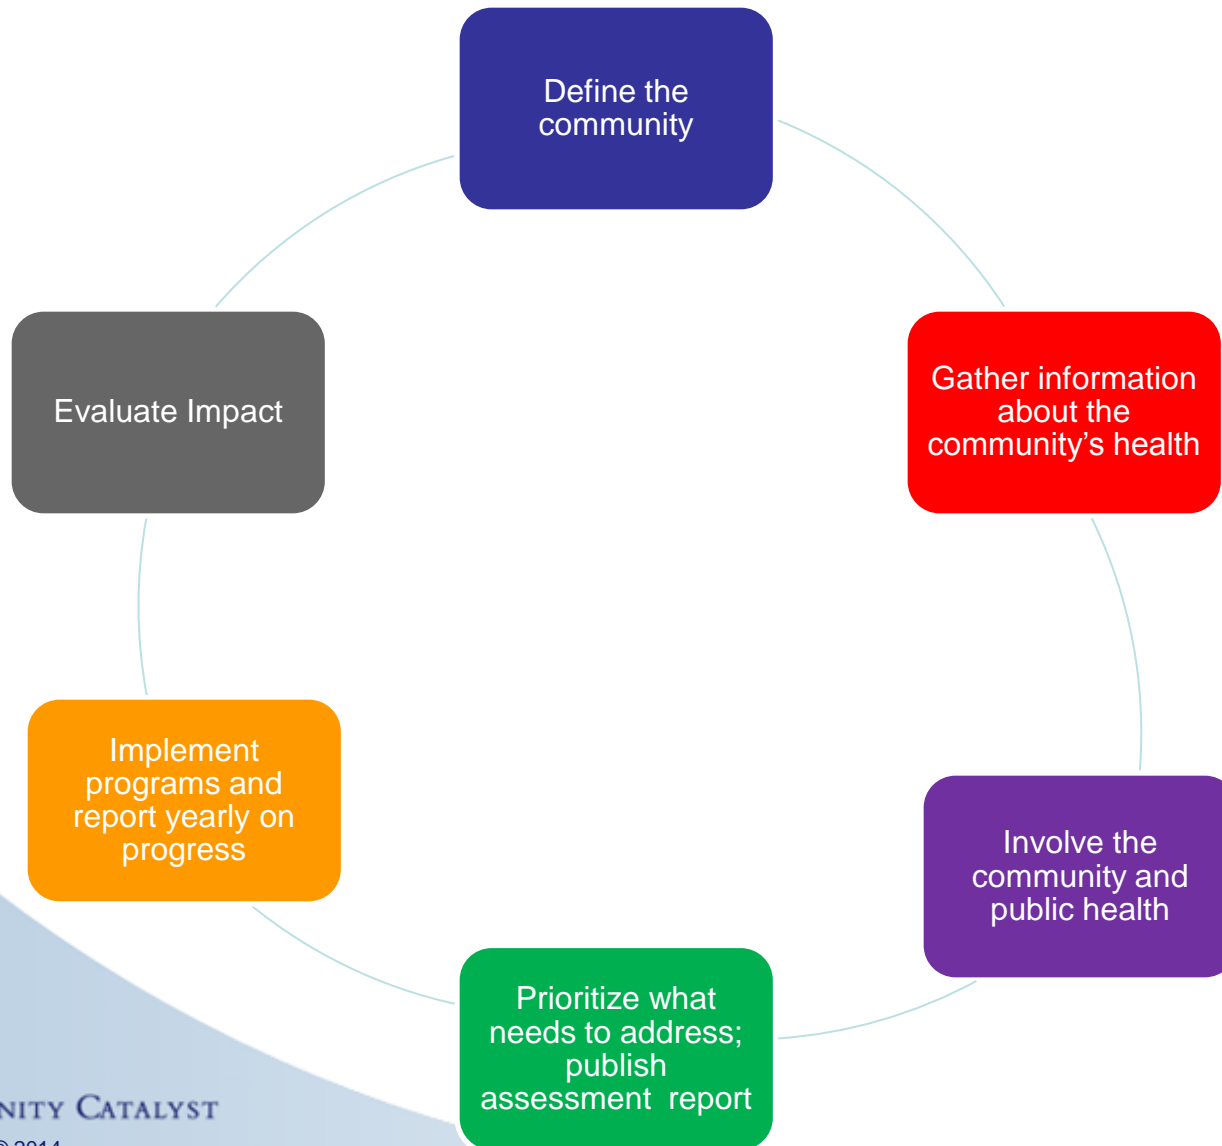 Define the
community
Gather information
about the
community’s health
Involve the
community and
public health
Prioritize what
needs to address;
publish
assessment report
Implement
programs and
report yearly on
progress
Evaluate Impact
NITY CATALYST
© 2014